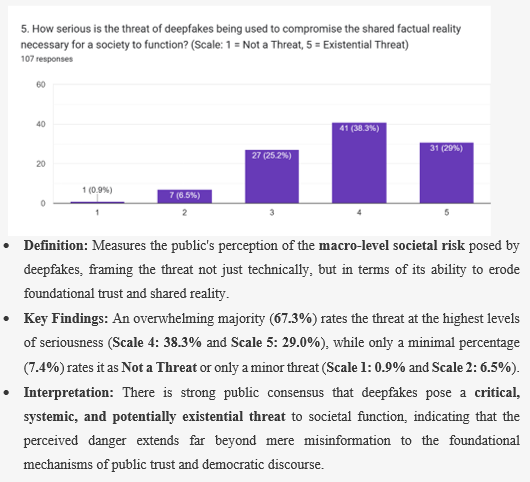 5. How serious is the threat of deepfakes being used to compromise the shared factual reality
necessary for a society to function? (Scale: 1 = Not a Threat, 5 = Existential Threat)
107 responses
60
40
20
0
1 (0.9%)
7 (6.5%)
27 (25.2%)
41 (38.3%)
31 (29%)
1 2 3 4 5
• Definition: Measures the public's perception of the macro-level societal risk posed by
deepfakes, framing the threat not just technically, but in terms of its ability to erode
foundational trust and shared reality.
• Key Findings: An overwhelming majority (67.3%) rates the threat at the highest levels
of seriousness (Scale 4: 38.3% and Scale 5: 29.0%), while only a minimal percentage
(7.4%) rates it as Not a Threat or only a minor threat (Scale 1: 0.9% and Scale 2: 6.5%).
• Interpretation: There is strong public consensus that deepfakes pose a critical,
systemic, and potentially existential threat to societal function, indicating that the
perceived danger extends far beyond mere misinformation to the foundational
mechanisms of public trust and democratic discourse.